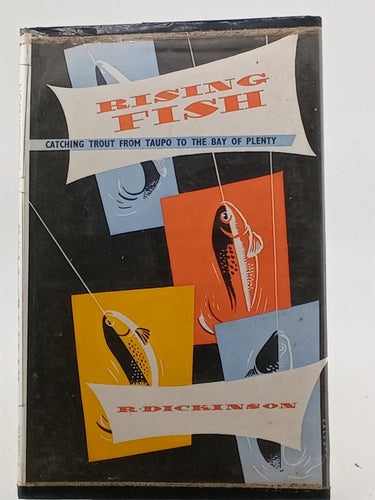 RISING
FISH
CATCHING TROUT FROM TAUPO TO THE BAY OF PLENTY
R·DICKINSON